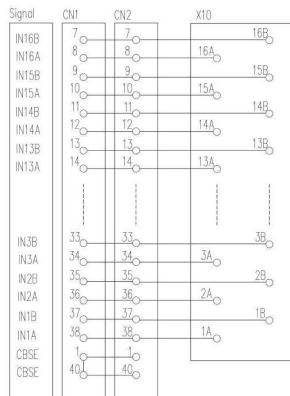 Signal CN1 CN2 X10
IN16B 7 7 16B
IN16A 8 8 16A
IN15B 9 9 15B
IN15A 10 10 15A
IN14B 11 11 14B
IN14A 12 12 14A
IN13B 13 13 13B
IN13A 14 14 13A
IN3B 33 33 3B
IN3A 34 34 3A
IN2B 35 35 2B
IN2A 36 36 2A
IN1B 37 37 1B
IN1A 38 38 1A
CBSE 1 1
CBSE 40 40